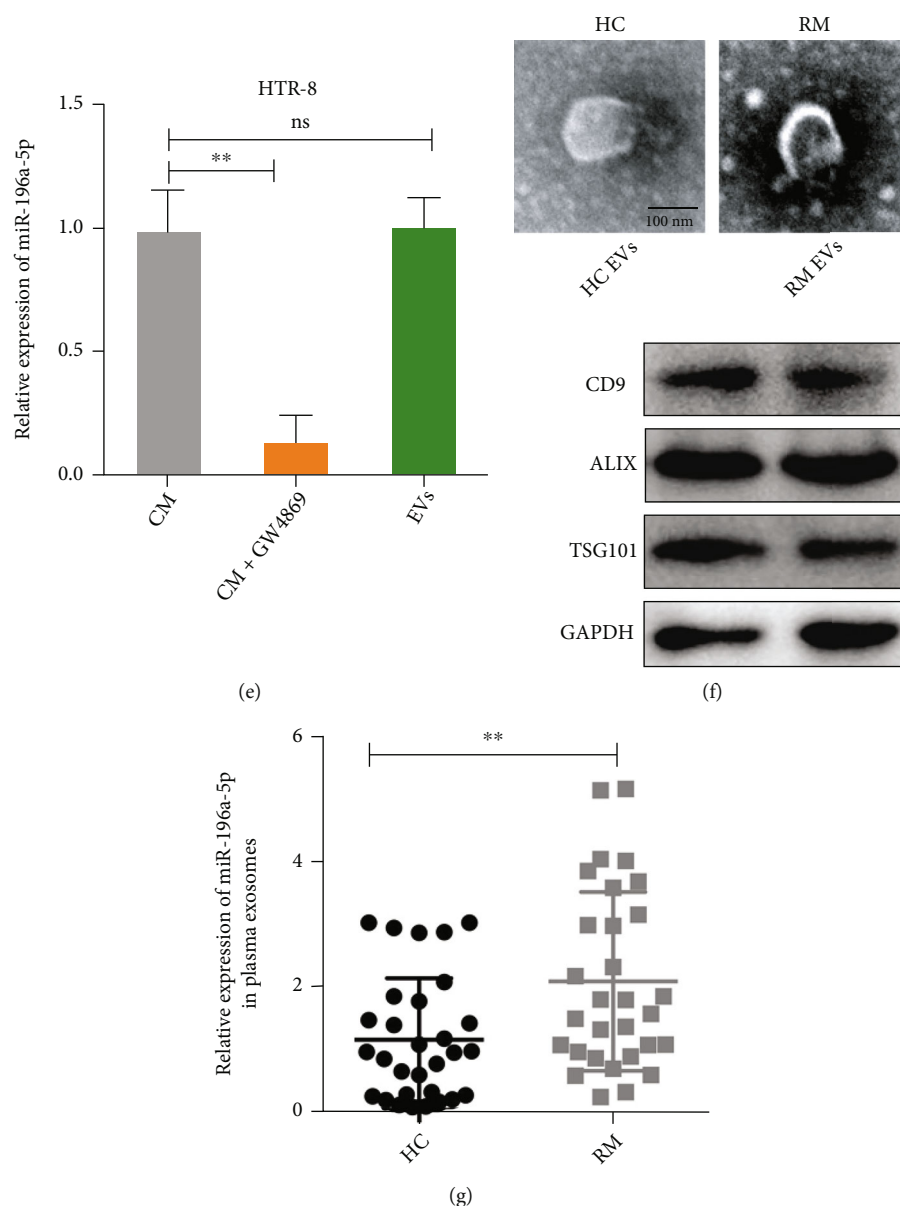 HTR-8
ns
**
Relative expression of miR-196a-5p
1.5
1.0
0.5
0.0
CM
CM + GW4869
EVs
(e)
HC
RM
100 nm
HC EVs
RM EVs
CD9
ALIX
TSG101
GAPDH
(f)
**
Relative expression of miR-196a-5p
in plasma exosomes
6
4
2
0
HC
RM
(g)